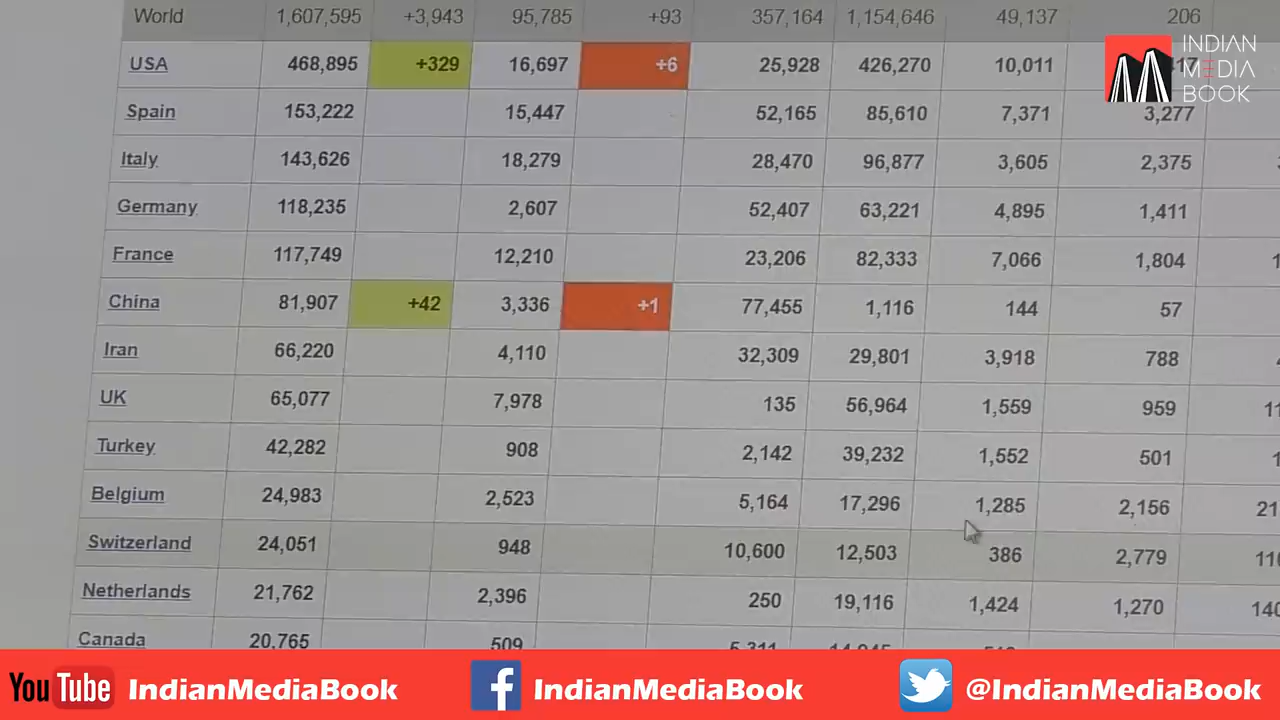 World 1,607,595 +3,943 95,785 +93 357,164 1,154,646 49,137 206
USA 468,895 +329 16,697 +6 25,928 426,270 10,011
INDIAN
MEDIA
BOOK
Spain 153,222 15,447 52,165 85,610 7,371 3,277
Italy 143,626 18,279 28,470 96,877 3,605 2,375
Germany 118,235 2,607 52,407 63,221 4,895 1,411
France 117,749 12,210 23,206 82,333 7,066 1,804
China 81,907 +42 3,336 +1 77,455 1,116 144 57
Iran 66,220 4,110 32,309 29,801 3,918 788
UK 65,077 7,978 135 56,964 1,559 959
Turkey 42,282 908 2,142 39,232 1,552 501
Belgium 24,983 2,523 5,164 17,296 1,285 2,156
Switzerland 24,051 948 10,600 12,503 386 2,779
Netherlands 21,762 2,396 250 19,116 1,424 1,270
Canada 20,765 509
YouTube IndianMediaBook f IndianMediaBook @IndianMediaBook